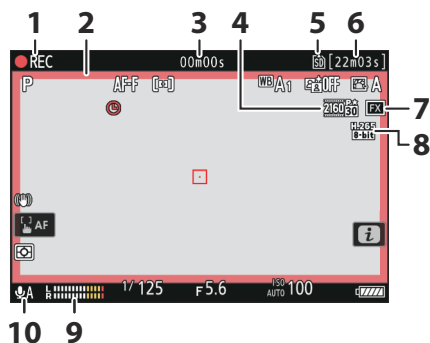 1 2 3 4 5 6
REC 00m00s SD [22m03s]
P AF-F WB A1 OFF A
2160 30 FX 7
H.265
8-bit 8
AF
i
A L
R 1/125 F5.6 ISO
AUTO 100
10 9